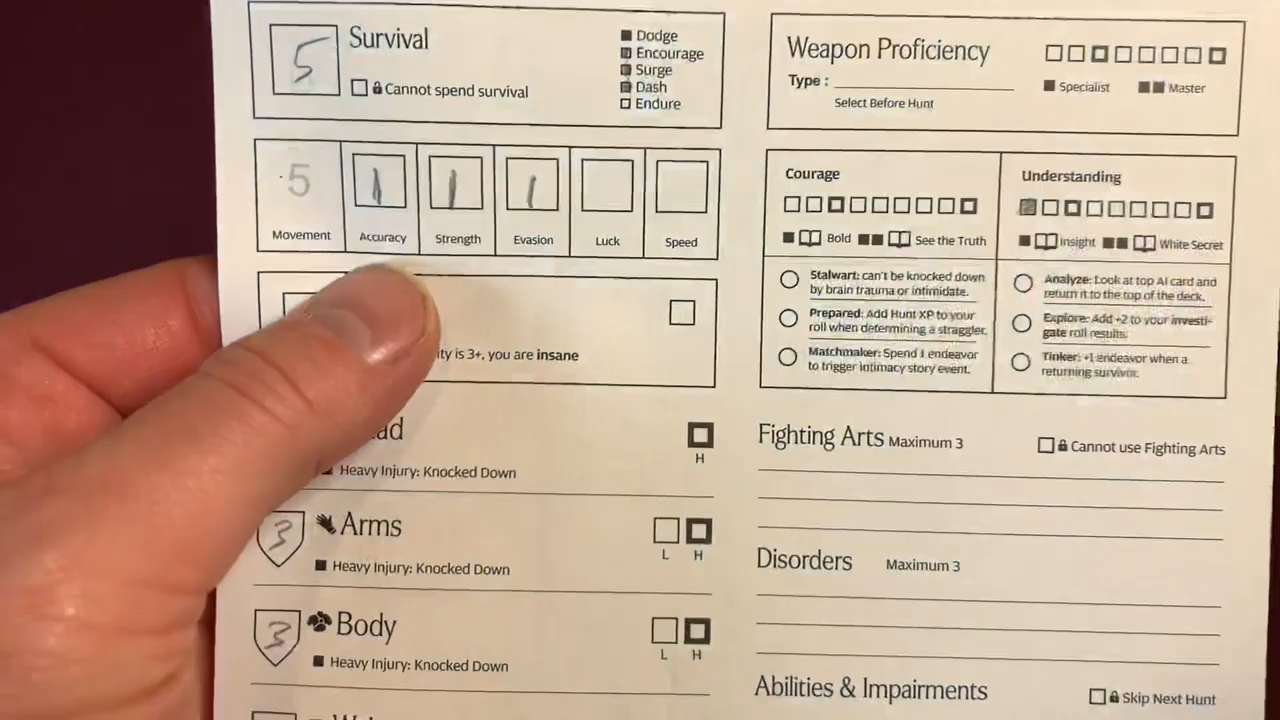 5 Survival
Cannot spend survival
Dodge
Encourage
Surge
Dash
Endure
Weapon Proficiency
Type :
Select Before Hunt
Specialist Master
5 1 1 1
Movement Accuracy Strength Evasion Luck Speed
Courage
Bold See the Truth
Stalwart: can't be knocked down
by brain trauma or intimidate.
Prepared: Add Hunt XP to your
roll when determining a straggler.
Matchmaker: Spend 1 endeavor
to trigger intimacy story event.
Understanding
Insight White Secret
Analyze: Look at top AI card and
return it to the top of the deck.
Explore: Add +2 to your investi-
gate roll results.
Tinker: +1 endeavor when a
returning survivor.
is 3+, you are insane
H
Heavy Injury: Knocked Down
3 Arms
L H
Heavy Injury: Knocked Down
3 Body
L H
Heavy Injury: Knocked Down
Fighting Arts Maximum 3
Cannot use Fighting Arts
Disorders Maximum 3
Abilities & Impairments
Skip Next Hunt